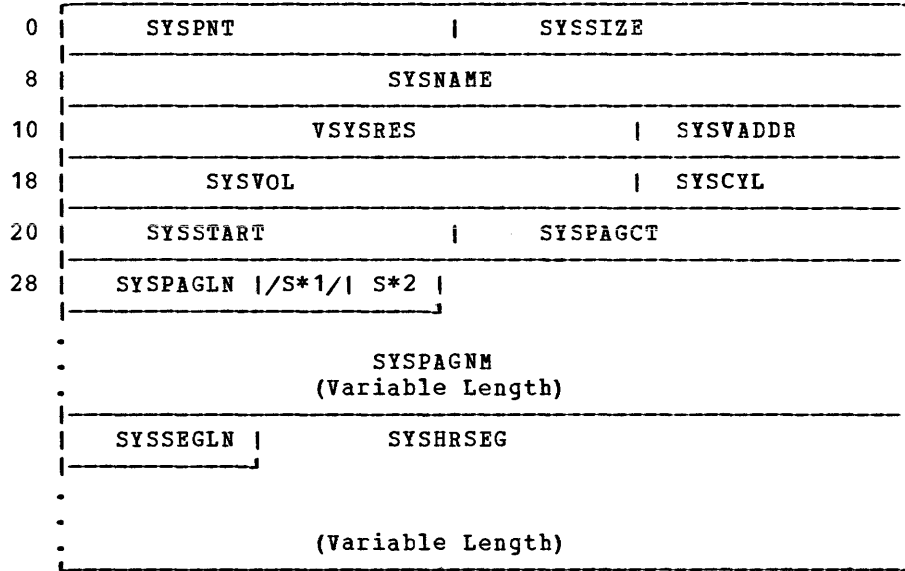 0 | SYSPNT | SYSSIZE
8 | SYSNAME
10 | VSYSRES | SYSVADDR
18 | SYSVOL | SYSCYL
20 | SYSSTART | SYSPAGCT
28 | SYSPAGLN |/S*1/| S*2 |
SYSPAGNM
(Variable Length)
| SYSSEGLN | SYSHRSEG
(Variable Length)